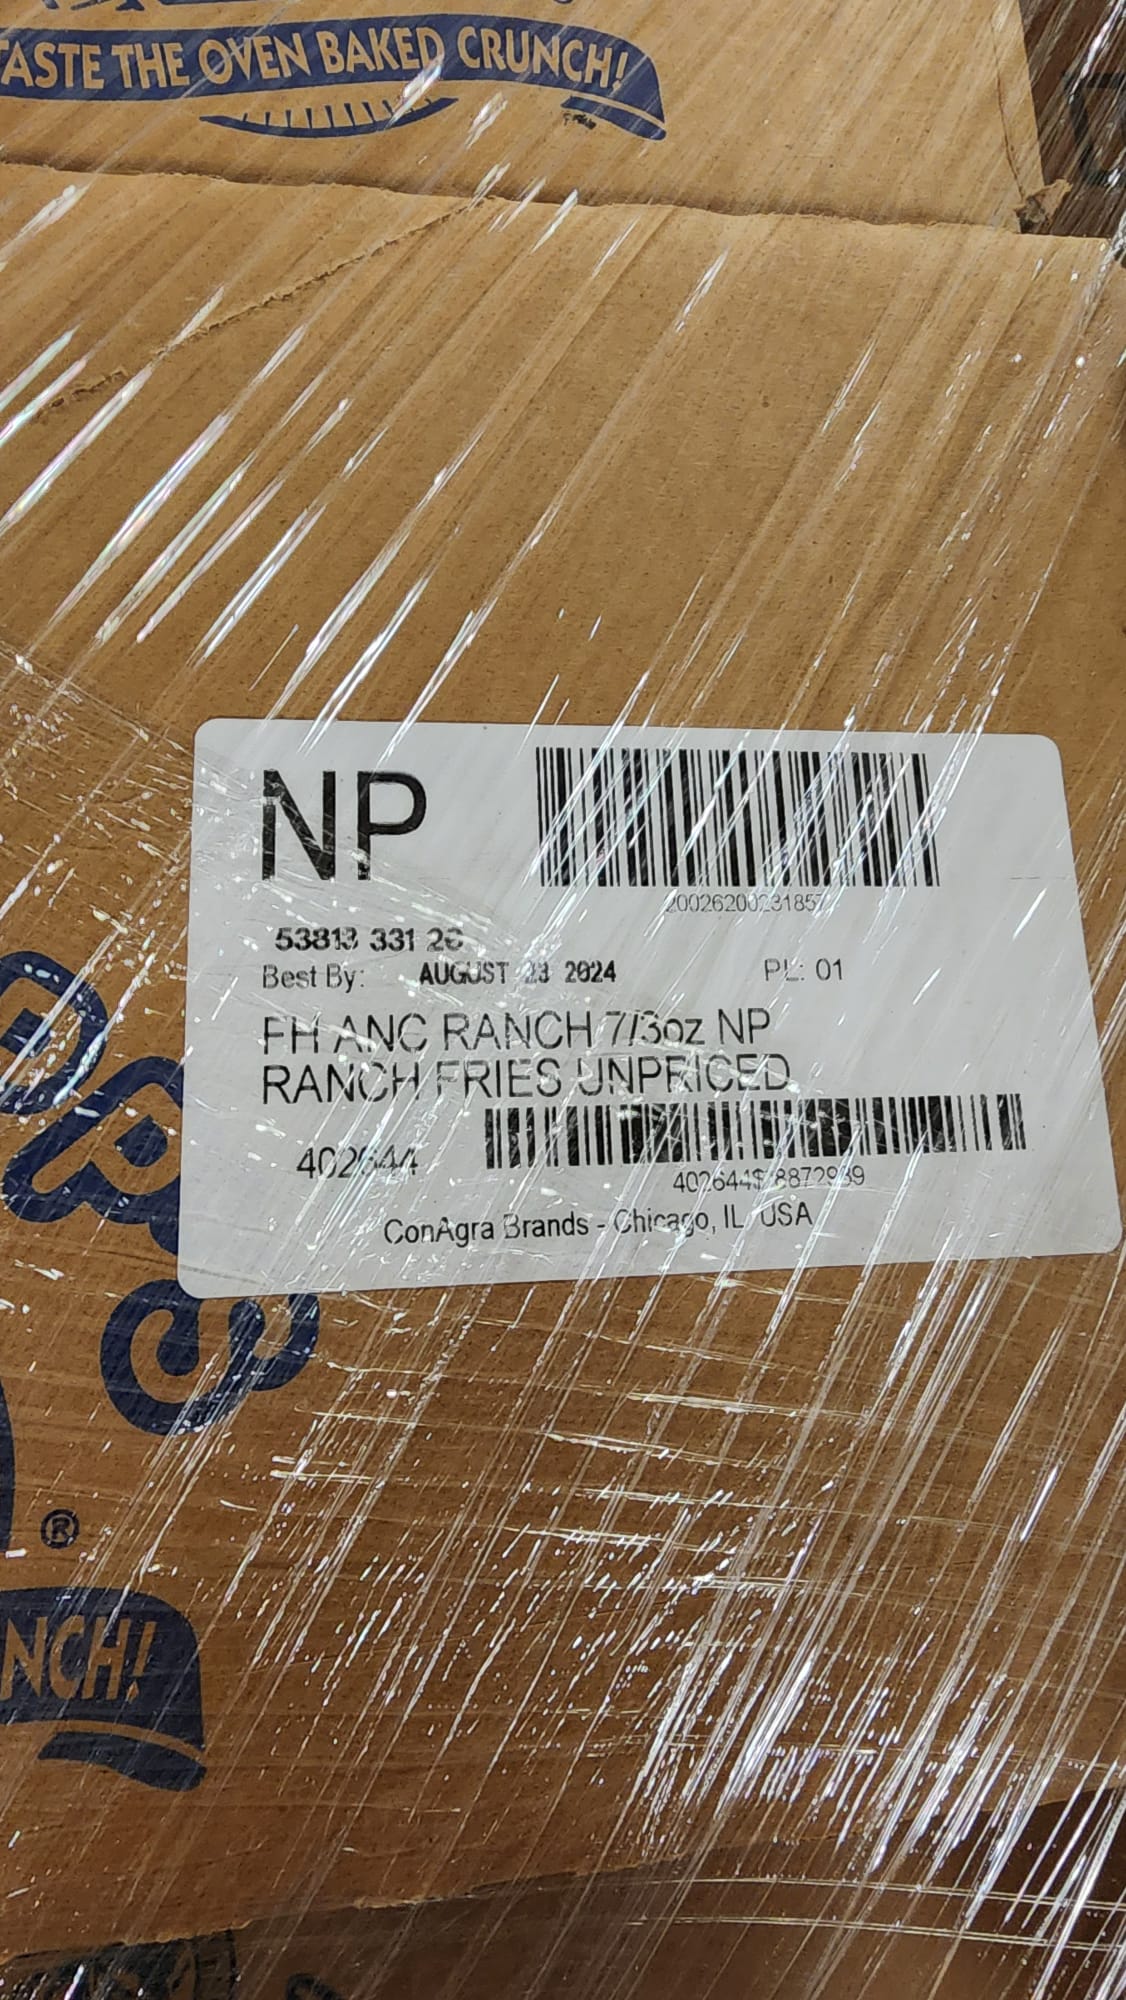 TASTE THE OVEN BAKED CRUNCH!
NP
53813 331 26
Best By: AUGUST 23 2024 PL: 01
FH ANC RANCH 7/3oz NP
RANCH FRIES UNPRICED
402644
ConAgra Brands - Chicago, IL USA
®
NCH!